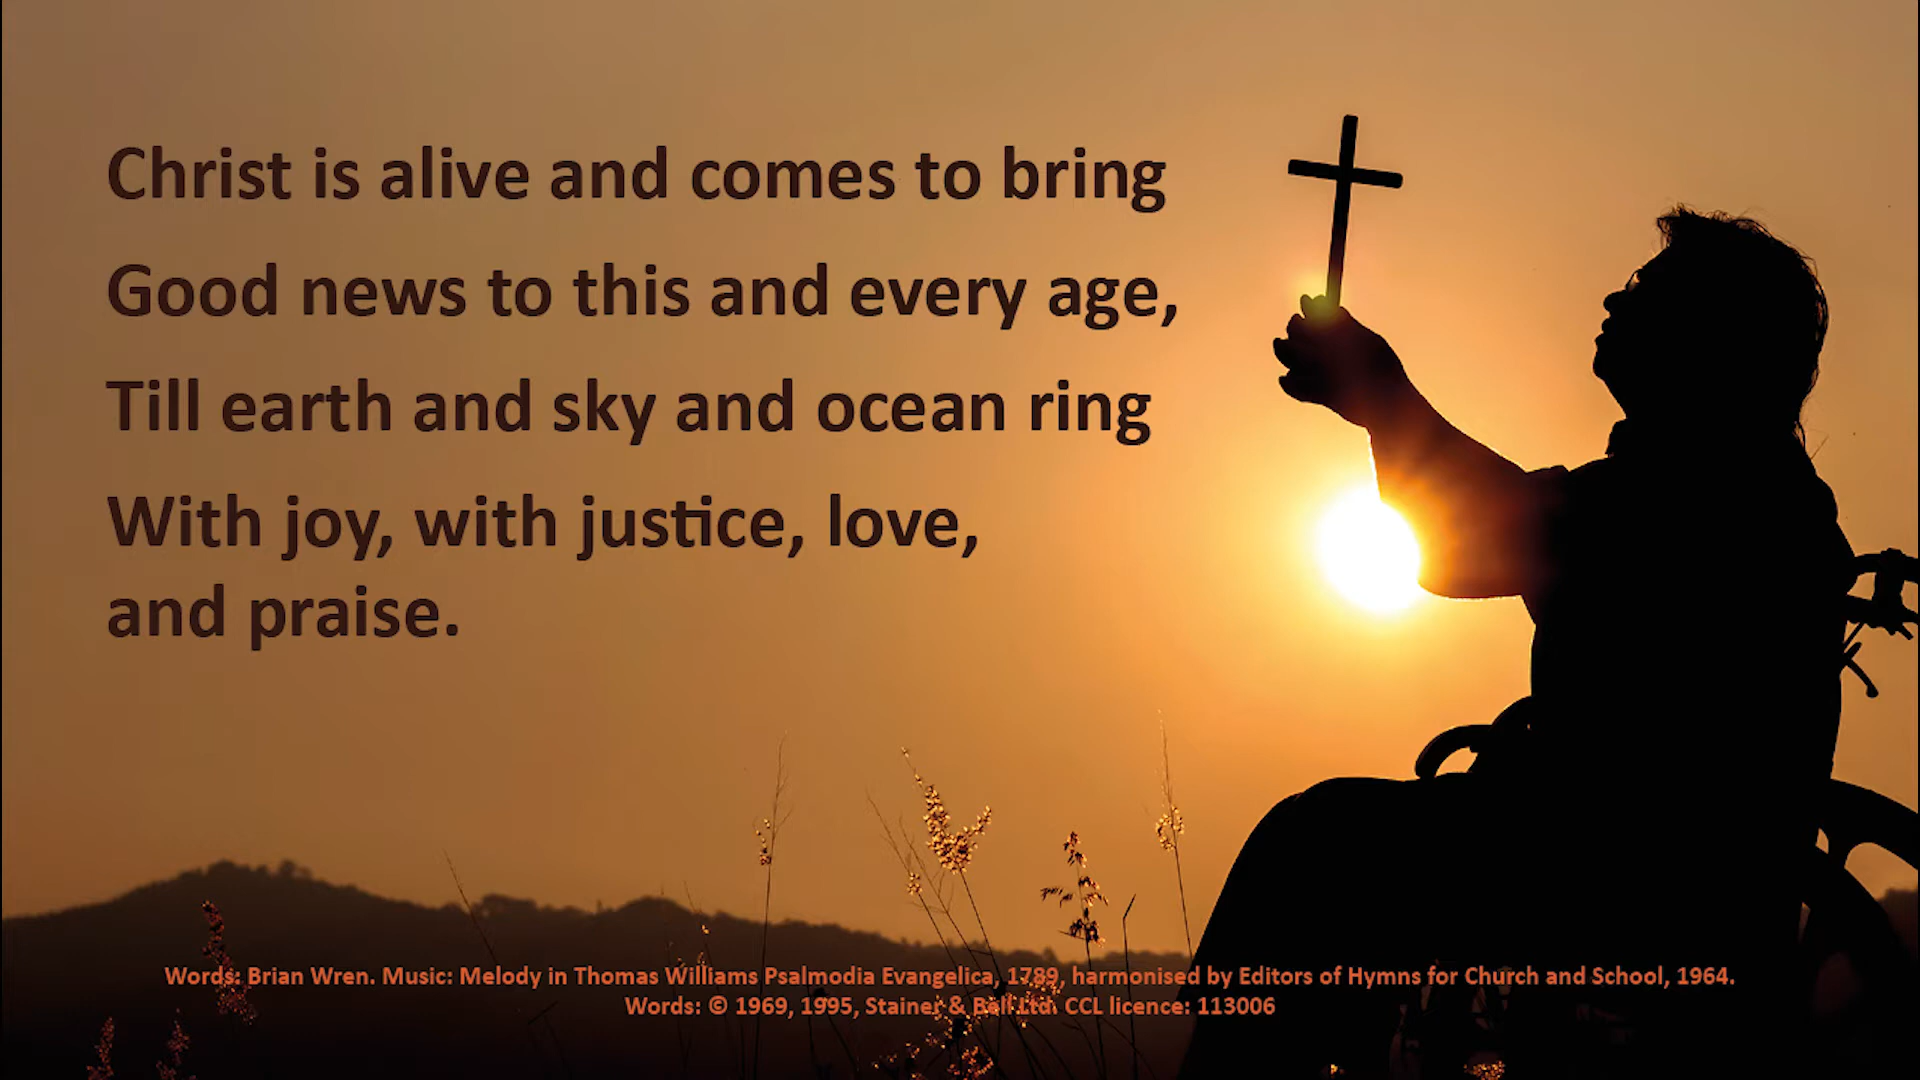 Christ is alive and comes to bring
Good news to this and every age,
Till earth and sky and ocean ring
With joy, with justice, love,
and praise.
Words: Brian Wren. Music: Melody in Thomas Williams Psalmodia Evangelica, 1789, harmonised by Editors of Hymns for Church and School, 1964.
Words: © 1969, 1995, Stainer & Bell Ltd. CCL licence: 113006